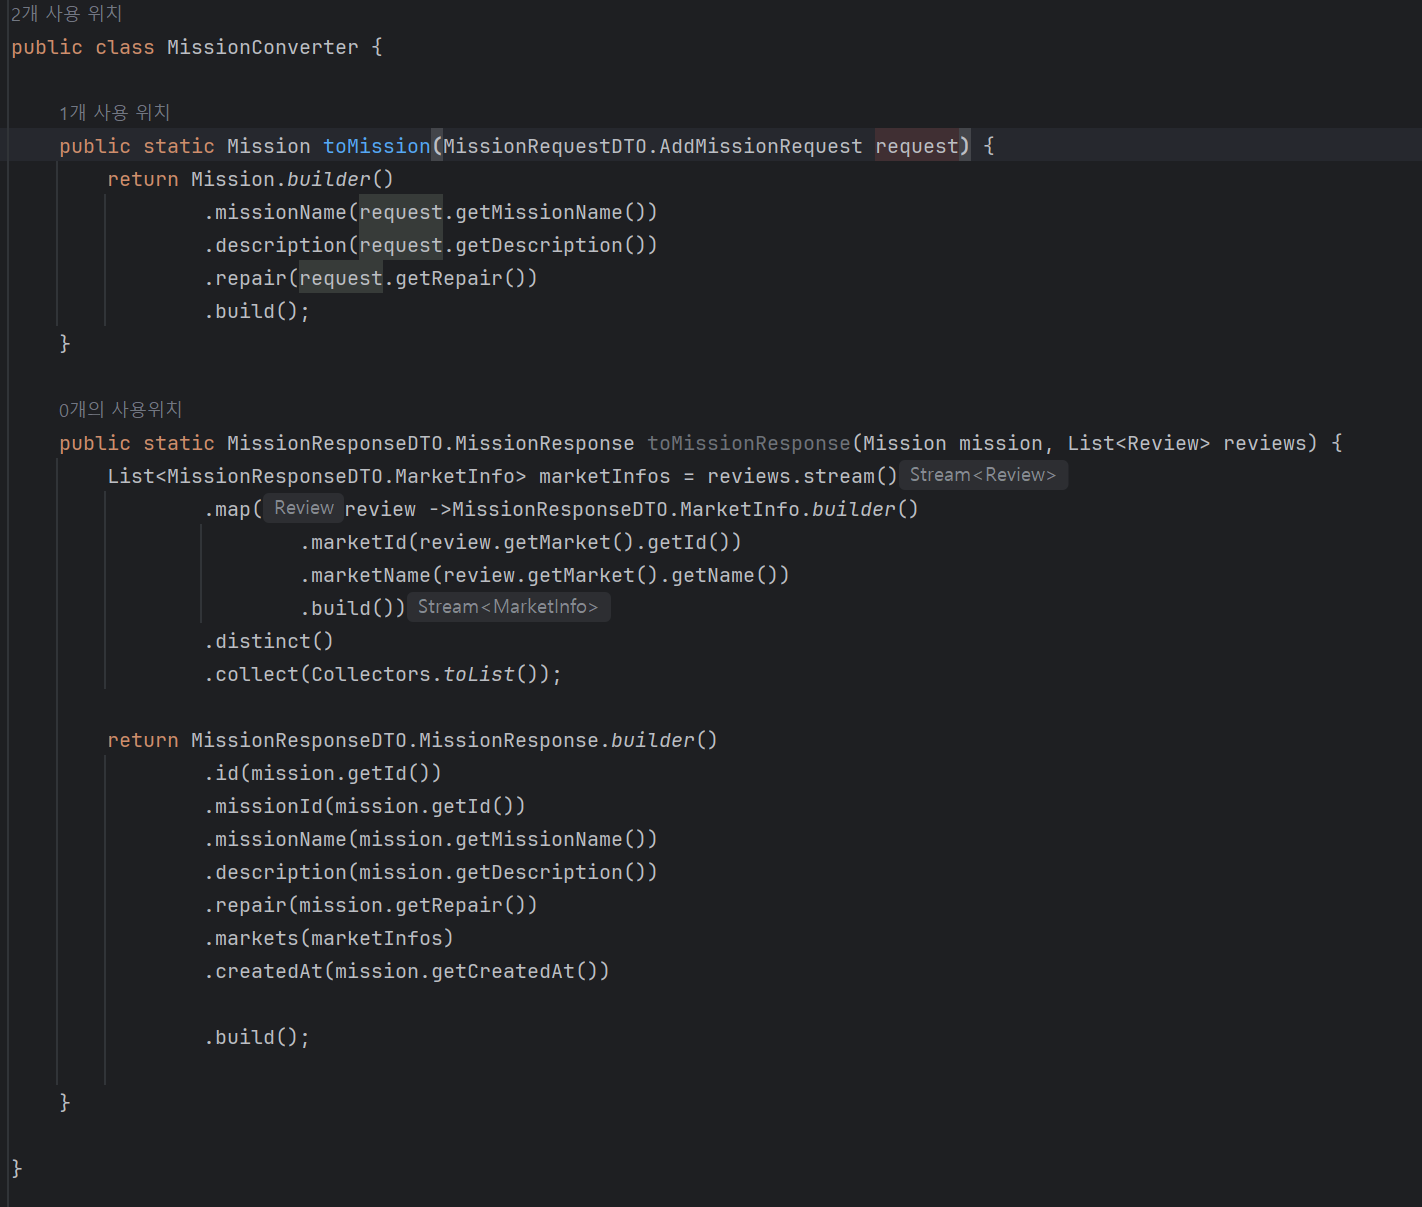 2개 사용 위치
public class MissionConverter {
1개 사용 위치
public static Mission toMission(MissionRequestDTO.AddMissionRequest request) {
return Mission.builder()
.missionName(request.getMissionName())
.description(request.getDescription())
.repair(request.getRepair())
.build();
}
0개의 사용위치
public static MissionResponseDTO.MissionResponse toMissionResponse(Mission mission, List<Review> reviews) {
List<MissionResponseDTO.MarketInfo> marketInfos = reviews.stream() Stream<Review>
.map( Review review ->MissionResponseDTO.MarketInfo.builder()
.marketId(review.getMarket().getId())
.marketName(review.getMarket().getName())
.build()) Stream<MarketInfo>
.distinct()
.collect(Collectors.toList());
return MissionResponseDTO.MissionResponse.builder()
.id(mission.getId())
.missionId(mission.getId())
.missionName(mission.getMissionName())
.description(mission.getDescription())
.repair(mission.getRepair())
.markets(marketInfos)
.createdAt(mission.getCreatedAt())
.build();
}
}